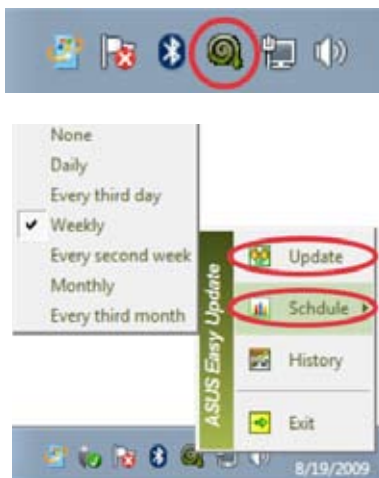 None
Daily
Every third day
Weekly
Every second week
Monthly
Every third month
ASUS Easy Update
Update
Schdule
History
Exit
8/19/2009